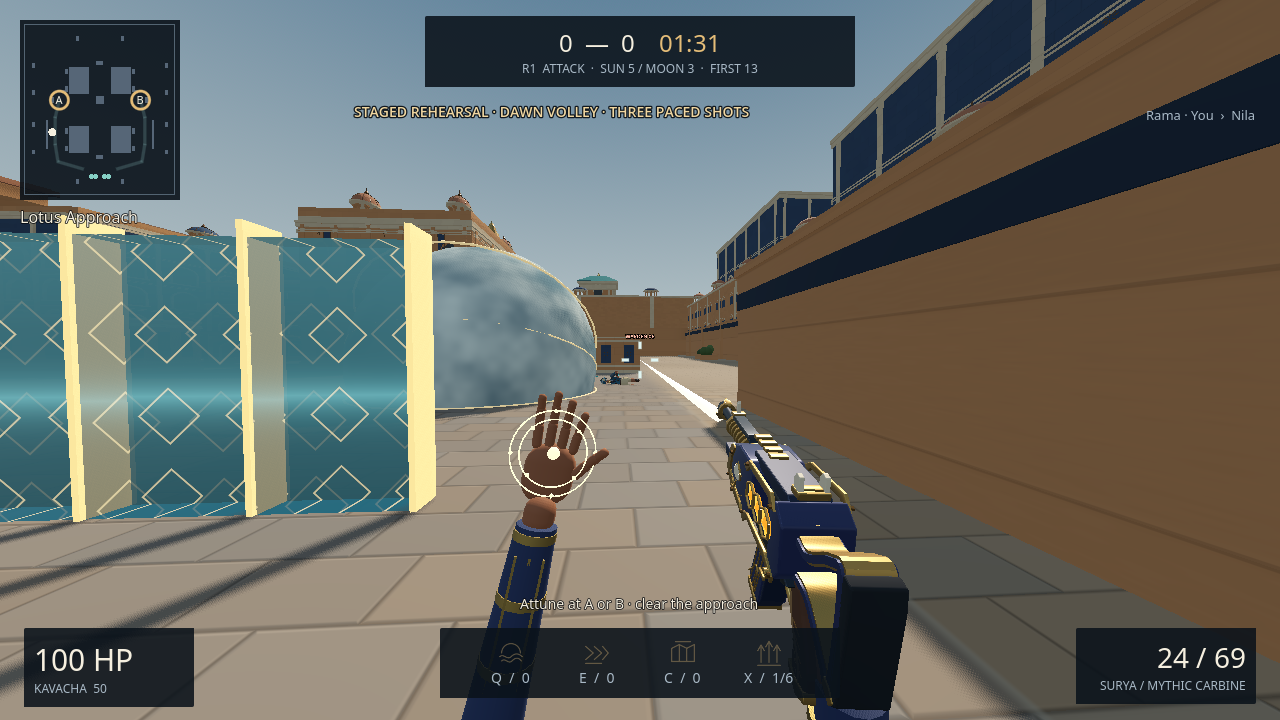 0 — 0 01:31
R1 ATTACK · SUN 5 / MOON 3 · FIRST 13
STAGED REHEARSAL · DAWN VOLLEY · THREE PACED SHOTS
Rama · You › Nila
A
B
Lotus Approach
Attune at A or B · clear the approach
100 HP
KAVACHA 50
Q / 0
E / 0
C / 0
X / 1/6
24 / 69
SURYA / MYTHIC CARBINE